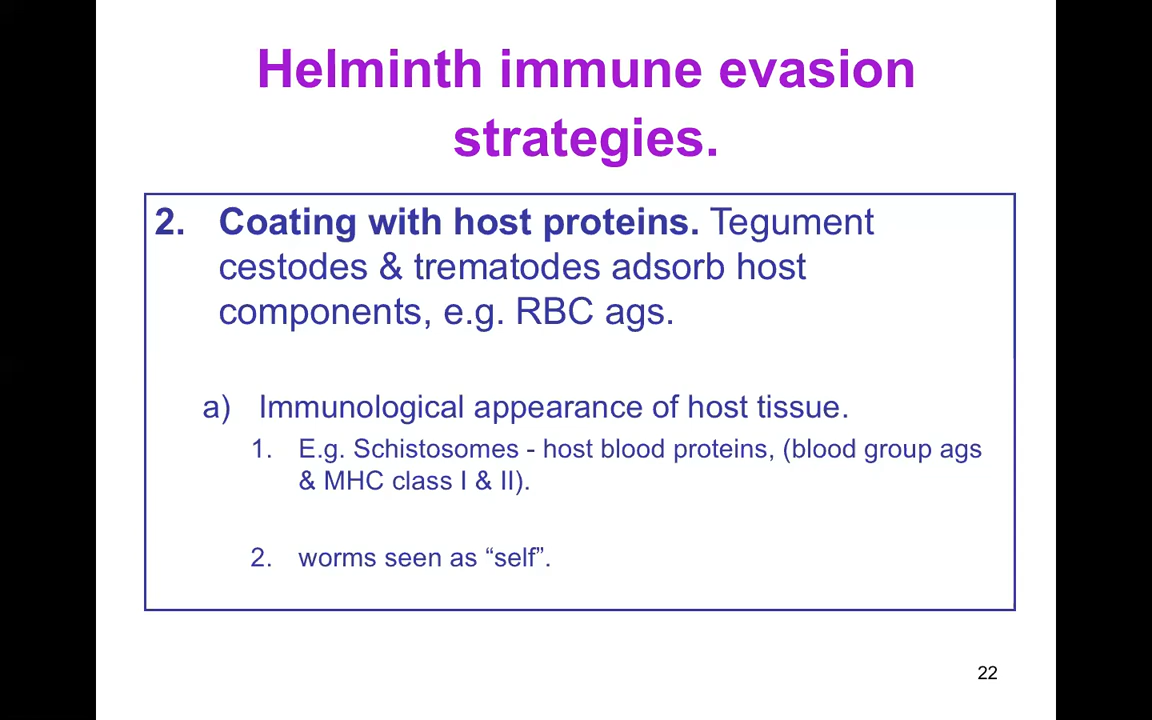 Helminth immune evasion
strategies.
2. Coating with host proteins. Tegument
cestodes & trematodes adsorb host
components, e.g. RBC ags.
a) Immunological appearance of host tissue.
1. E.g. Schistosomes - host blood proteins, (blood group ags
& MHC class I & II).
2. worms seen as “self”.
22